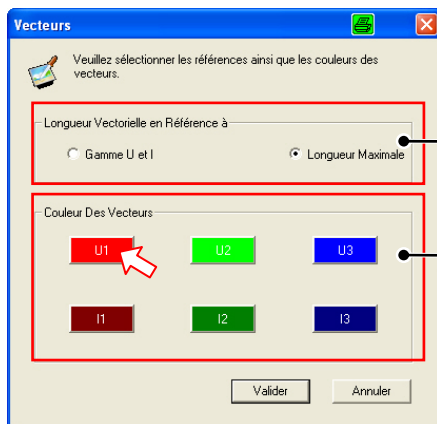 Vecteurs
Veuillez sélectionner les références ainsi que les couleurs des
vecteurs.
Longueur Vectorielle en Référence à
Gamme U et I
Longueur Maximale
Couleur Des Vecteurs
U1
U2
U3
I1
I2
I3
Valider
Annuler